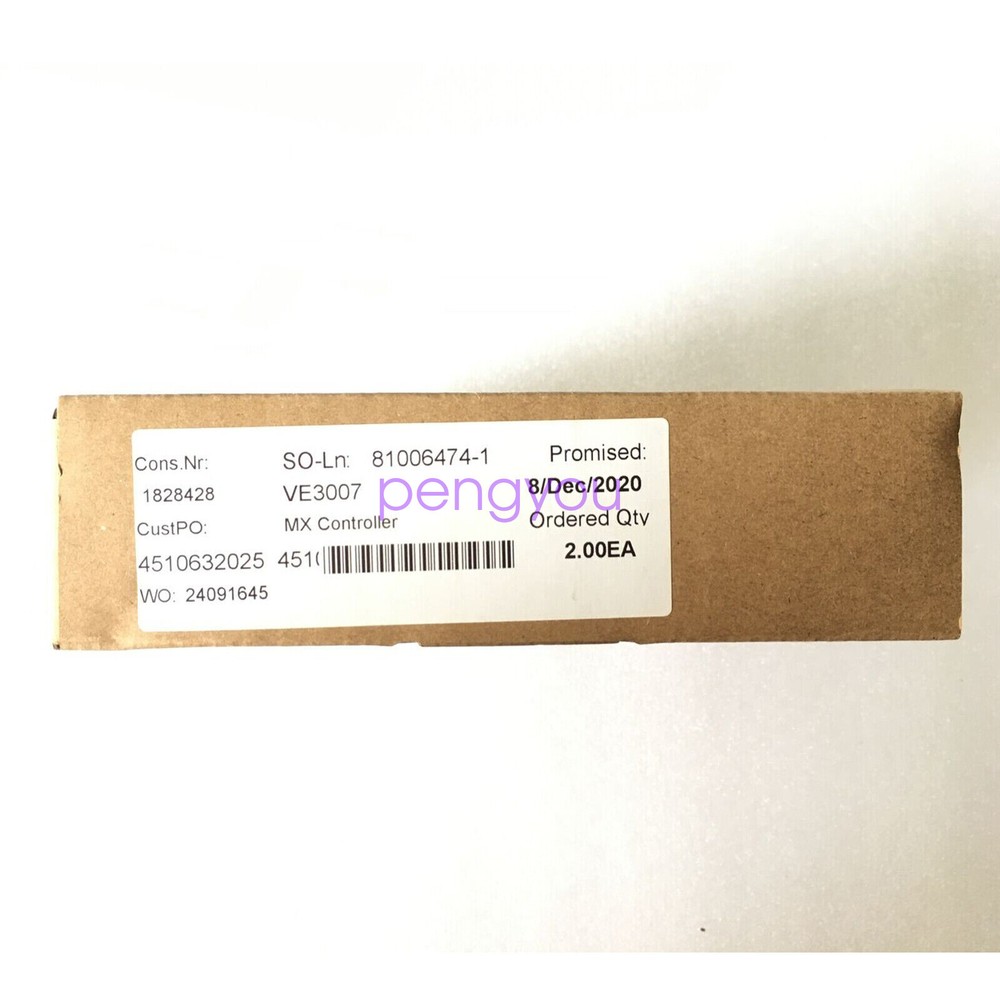 Cons.Nr: SO-Ln: 81006474-1 Promised:
1828428 VE3007 8/Dec/2020
pengyou
CustPO: MX Controller Ordered Qty
4510632025 451 2.00EA
WO: 24091645